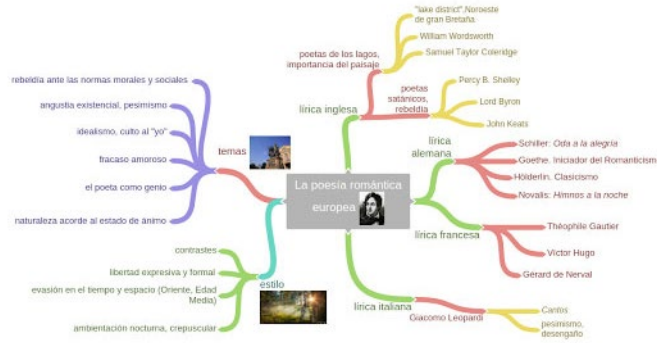 La poesía romántica
europea
temas
rebeldía ante las normas morales y sociales
angustia existencial, pesimismo
idealismo, culto al "yo"
fracaso amoroso
el poeta como genio
naturaleza acorde al estado de ánimo
estilo
contrastes
libertad expresiva y formal
evasión en el tiempo y espacio (Oriente, Edad
Media)
ambientación nocturna, crepuscular
lírica inglesa
poetas de los lagos,
importancia del paisaje
"lake district".Noroeste
de gran Bretaña
William Wordsworth
Samuel Taylor Coleridge
poetas
satánicos,
rebeldía
Percy B. Shelley
Lord Byron
John Keats
lírica
alemana
Schiller: Oda a la alegría
Goethe. Iniciador del Romanticism
Hölderlin. Clasicismo
Novalis: Himnos a la noche
lírica francesa
Théophile Gautier
Victor Hugo
Gérard de Nerval
lírica italiana
Giacomo Leopardi
Cantos
pesimismo,
desengaño